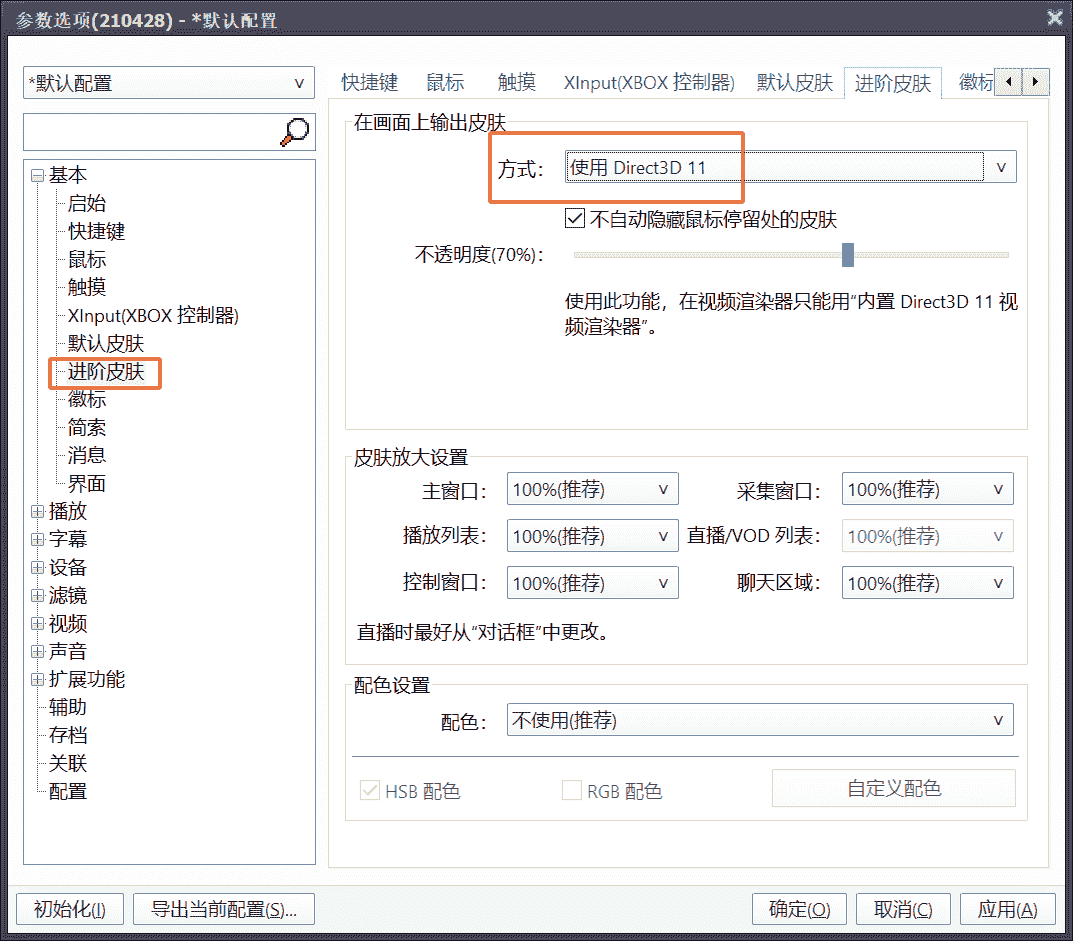 参数选项(210428) - *默认配置
*默认配置
快捷键 鼠标 触摸 XInput(XBOX 控制器) 默认皮肤 进阶皮肤 徽标
基本
启始
快捷键
鼠标
触摸
XInput(XBOX 控制器)
默认皮肤
进阶皮肤
徽标
简索
消息
界面
播放
字幕
设备
滤镜
视频
声音
扩展功能
辅助
存档
关联
配置
在画面上输出皮肤
方式: 使用 Direct3D 11
不自动隐藏鼠标停留处的皮肤
不透明度(70%):
使用此功能，在视频渲染器只能用“内置 Direct3D 11 视
频渲染器”。
皮肤放大设置
主窗口: 100%(推荐) 采集窗口: 100%(推荐)
播放列表: 100%(推荐) 直播/VOD 列表: 100%(推荐)
控制窗口: 100%(推荐) 聊天区域: 100%(推荐)
直播时最好从“对话框”中更改。
配色设置
配色: 不使用(推荐)
HSB 配色 RGB 配色 自定义配色
初始化(I) 导出当前配置(S)... 确定(O) 取消(C) 应用(A)